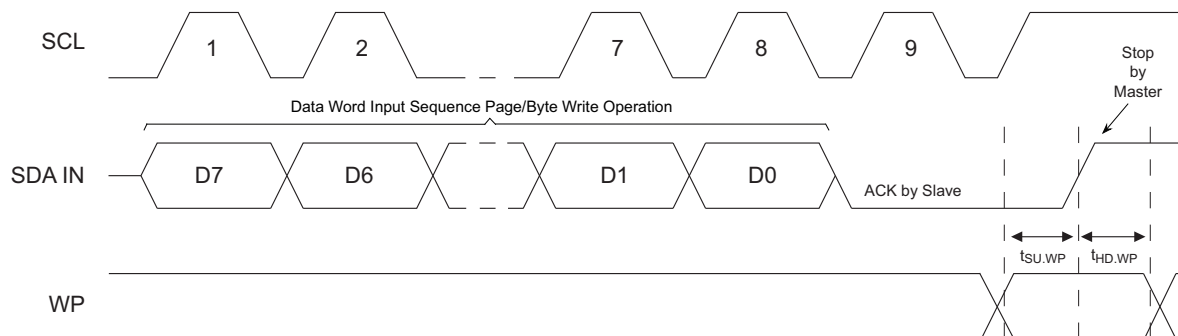 SCL
1
2
7
8
9
Stop
by
Master
Data Word Input Sequence Page/Byte Write Operation
SDA IN
D7
D6
D1
D0
ACK by Slave
tSU.WP
tHD.WP
WP